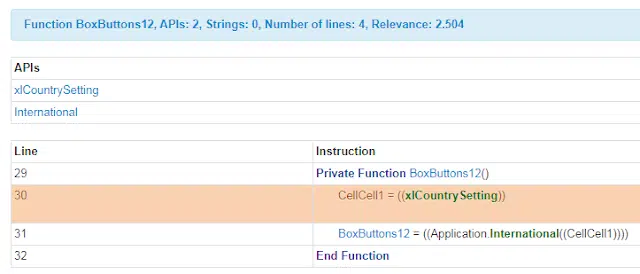 Function BoxButtons12, APIs: 2, Strings: 0, Number of lines: 4, Relevance: 2.504
APIs
xlCountrySetting
International
Line Instruction
29 Private Function BoxButtons12()
30 CellCell1 = ((xlCountrySetting))
31 BoxButtons12 = ((Application.International((CellCell1))))
32 End Function